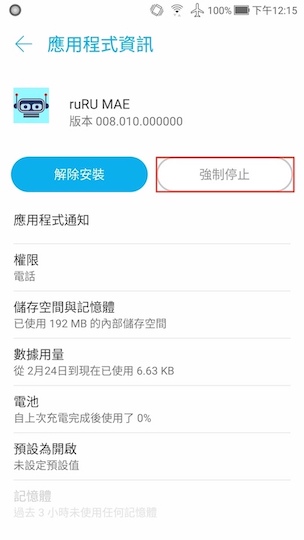 100% 下午12:15
應用程式資訊
ruRU MAE
版本 008.010.000000
解除安裝
強制停止
應用程式通知
權限
電話
儲存空間與記憶體
已使用 192 MB 的內部儲存空間
數據用量
從 2月24日到現在已使用 6.63 KB
電池
自上次充電完成後使用了 0%
預設為開啟
未設定預設值
記憶體
過去 3 小時未使用任何記憶體